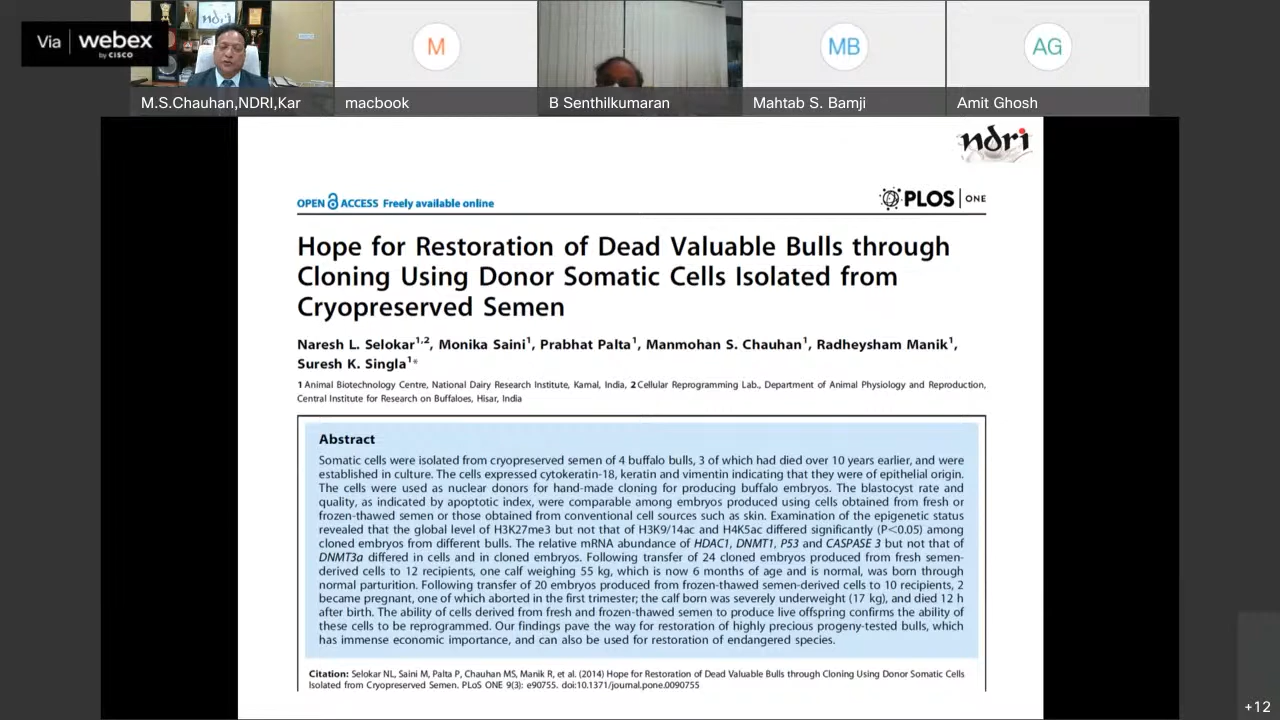 Via webex
by CISCO
M
MB
AG
M.S.Chauhan,NDRI,Kar
macbook
B Senthilkumaran
Mahtab S. Bamji
Amit Ghosh
ndri
OPEN ACCESS Freely available online
PLOS ONE
Hope for Restoration of Dead Valuable Bulls through
Cloning Using Donor Somatic Cells Isolated from
Cryopreserved Semen
Naresh L. Selokar1,2, Monika Saini1, Prabhat Palta1, Manmohan S. Chauhan1, Radheysham Manik1,
Suresh K. Singla1*
1 Animal Biotechnology Centre, National Dairy Research Institute, Karnal, India, 2 Cellular Reprogramming Lab., Department of Animal Physiology and Reproduction,
Central Institute for Research on Buffaloes, Hisar, India
Abstract
Somatic cells were isolated from cryopreserved semen of 4 buffalo bulls, 3 of which had died over 10 years earlier, and were
established in culture. The cells expressed cytokeratin-18, keratin and vimentin indicating that they were of epithelial origin.
The cells were used as nuclear donors for hand-made cloning for producing buffalo embryos. The blastocyst rate and
quality, as indicated by apoptotic index, were comparable among embryos produced using cells obtained from fresh or
frozen-thawed semen or those obtained from conventional cell sources such as skin. Examination of the epigenetic status
revealed that the global level of H3K27me3 but not that of H3K9/14ac and H4K5ac differed significantly (P<0.05) among
cloned embryos from different bulls. The relative mRNA abundance of HDAC1, DNMT1, P53 and CASPASE 3 but not that of
DNMT3a differed in cells and in cloned embryos. Following transfer of 24 cloned embryos produced from fresh semen-
derived cells to 12 recipients, one calf weighing 55 kg, which is now 6 months of age and is normal, was born through
normal parturition. Following transfer of 20 embryos produced from frozen-thawed semen-derived cells to 10 recipients, 2
became pregnant, one of which aborted in the first trimester; the calf born was severely underweight (17 kg), and died 12 h
after birth. The ability of cells derived from fresh and frozen-thawed semen to produce live offspring confirms the ability of
these cells to be reprogrammed. Our findings pave the way for restoration of highly precious progeny-tested bulls, which
has immense economic importance, and can also be used for restoration of endangered species.
Citation: Selokar NL, Saini M, Palta P, Chauhan MS, Manik R, et al. (2014) Hope for Restoration of Dead Valuable Bulls through Cloning Using Donor Somatic Cells
Isolated from Cryopreserved Semen. PLoS ONE 9(3): e90755. doi:10.1371/journal.pone.0090755
+12